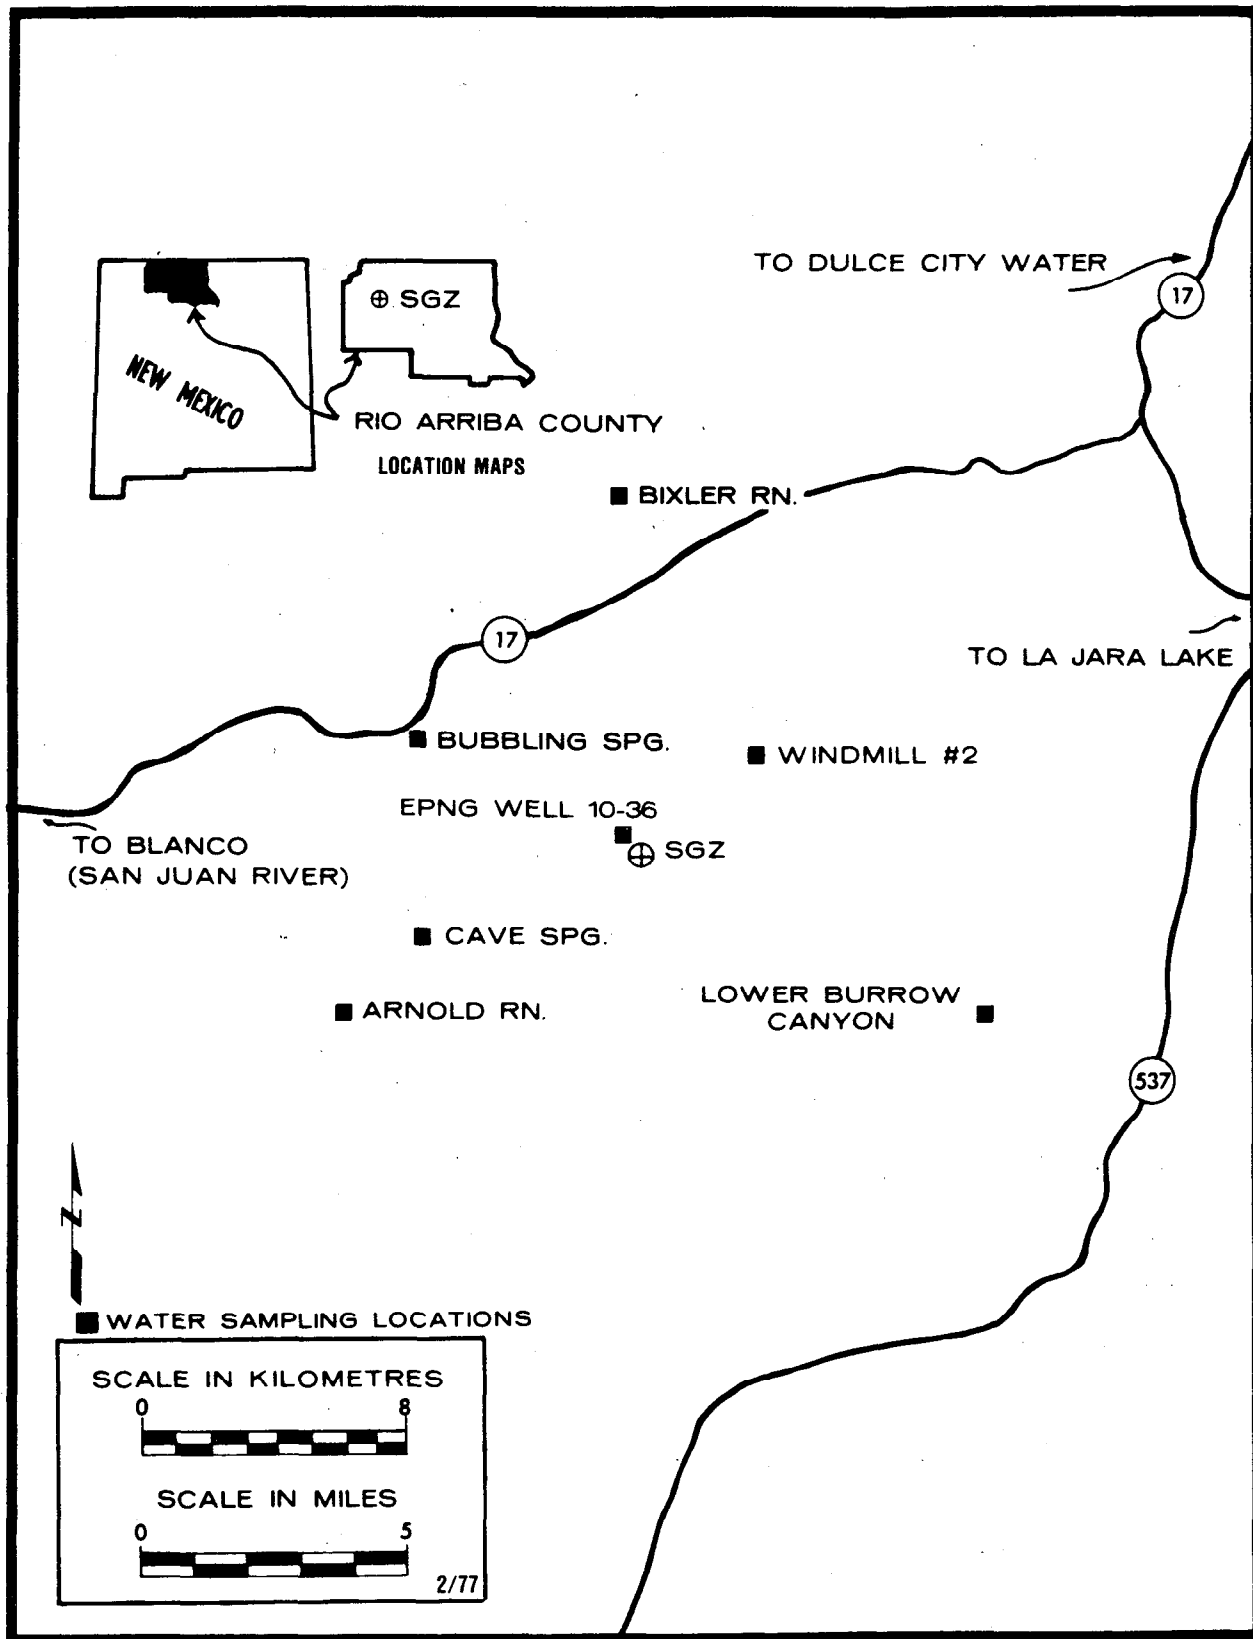 TO DULCE CITY WATER
17
⊕ SGZ
NEW MEXICO
RIO ARRIBA COUNTY
LOCATION MAPS
BIXLER RN.
17
TO LA JARA LAKE
BUBBLING SPG.
WINDMILL #2
EPNG WELL 10-36
SGZ
TO BLANCO
(SAN JUAN RIVER)
CAVE SPG.
ARNOLD RN.
LOWER BURROW
CANYON
537
N
WATER SAMPLING LOCATIONS
SCALE IN KILOMETRES
0 8
SCALE IN MILES
0 5
2/77